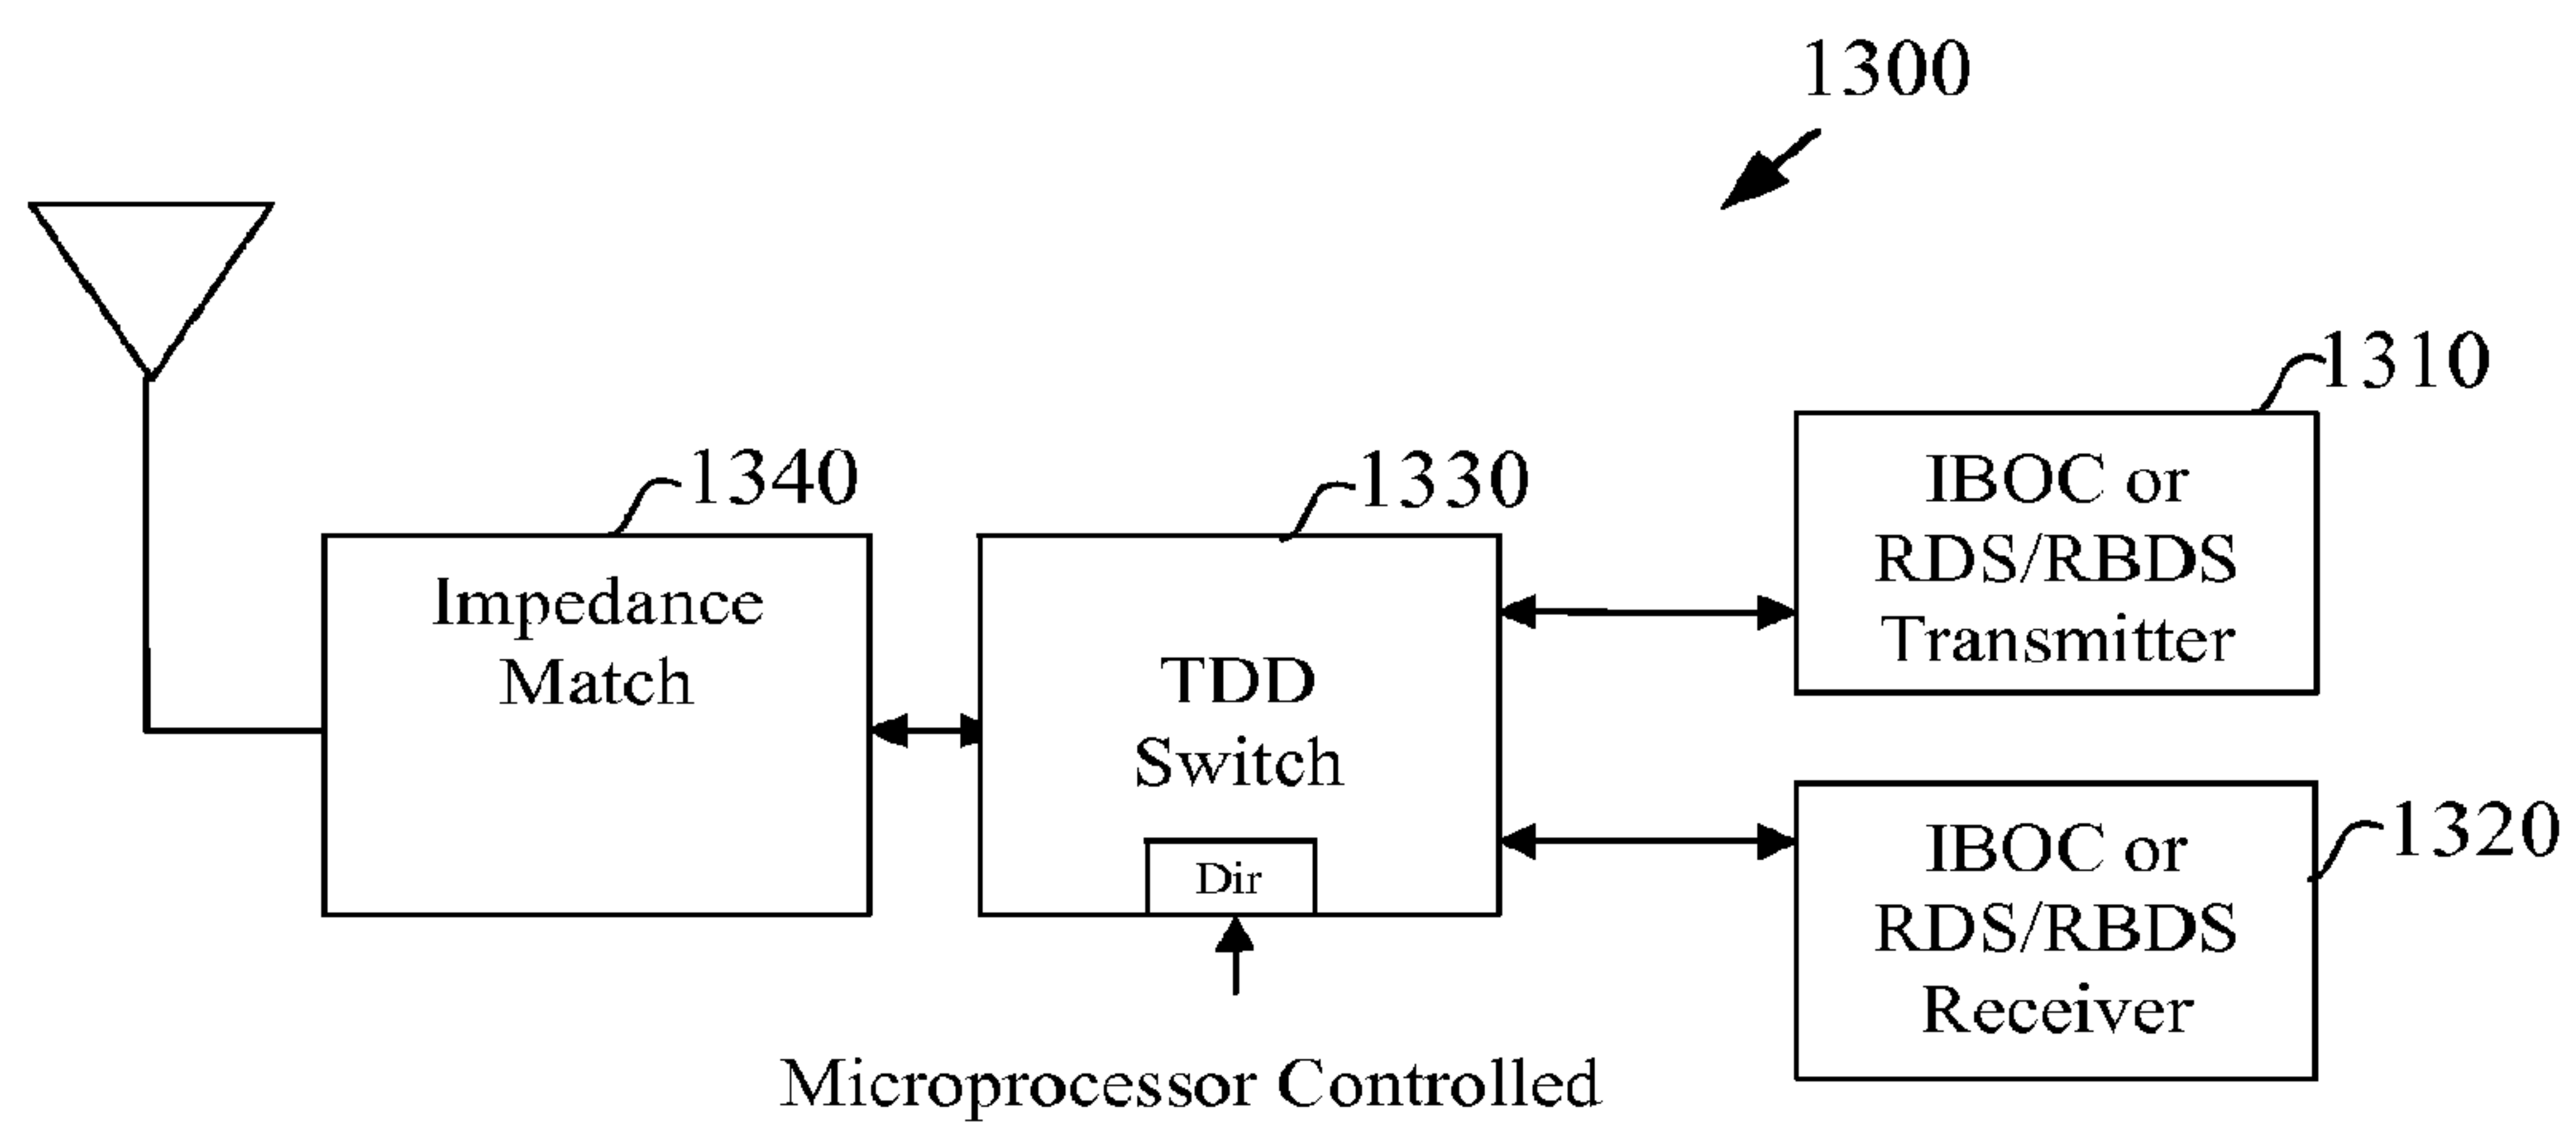 1300
1310
IBOC or
RDS/RBDS
Transmitter
1340
Impedance
Match
1330
TDD
Switch
Dir
Microprocessor Controlled
1320
IBOC or
RDS/RBDS
Receiver